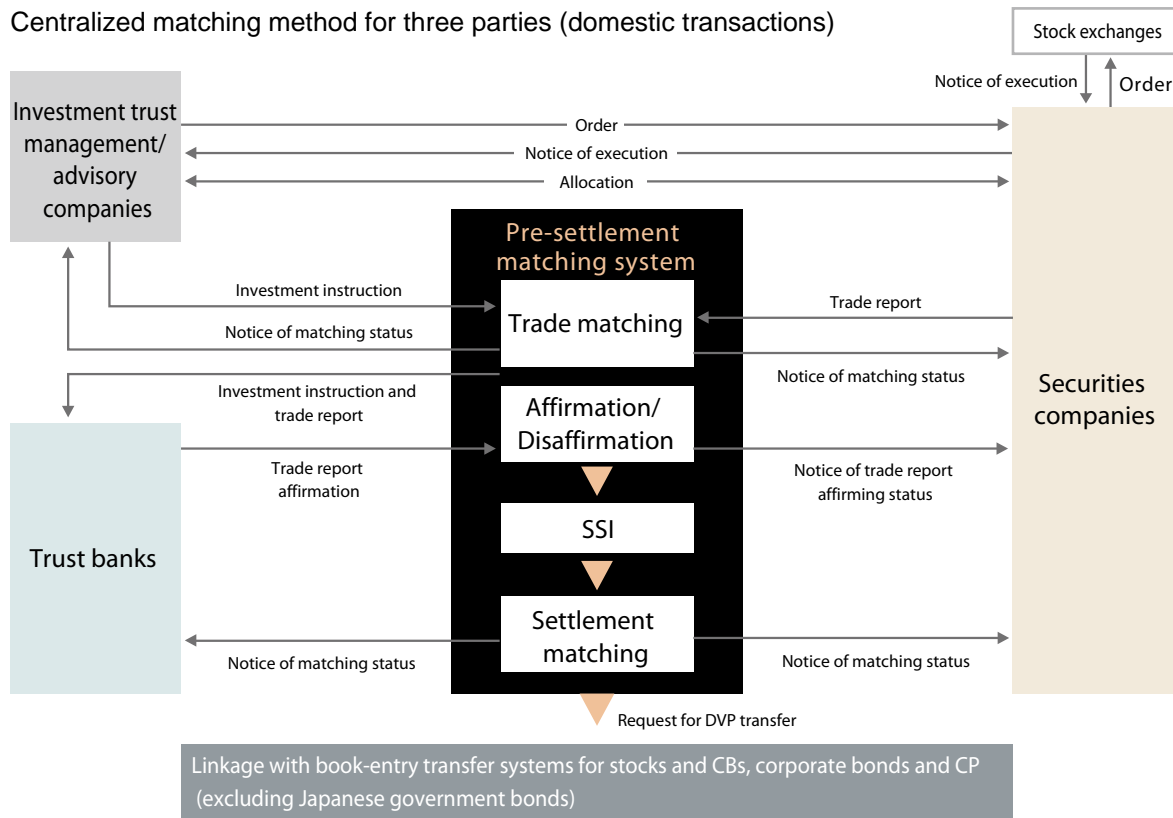 Centralized matching method for three parties (domestic transactions)
Stock exchanges
Notice of execution
Order
Investment trust
management/
advisory
companies
Order
Notice of execution
Allocation
Pre-settlement
matching system
Investment instruction
Trade matching
Trade report
Notice of matching status
Notice of matching status
Securities
companies
Investment instruction and
trade report
Affirmation/
Disaffirmation
Trade report
affirmation
Notice of trade report
affirming status
SSI
Trust banks
Settlement
matching
Notice of matching status
Notice of matching status
Request for DVP transfer
Linkage with book-entry transfer systems for stocks and CBs, corporate bonds and CP
(excluding Japanese government bonds)